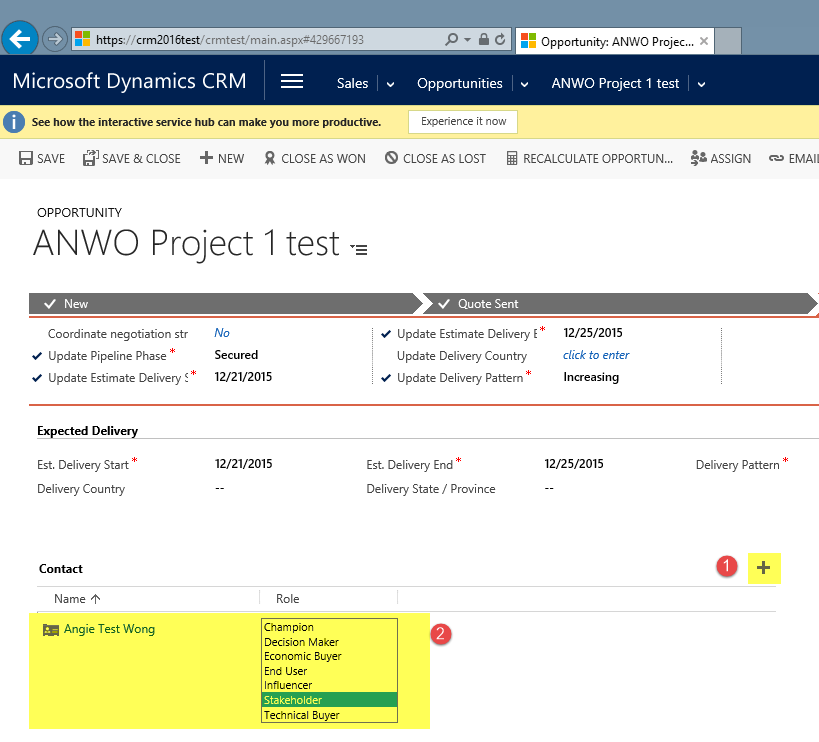 https://crm2016test/crmtest/main.aspx#429667193
Opportunity: ANWO Projec...
Microsoft Dynamics CRM
Sales
Opportunities
ANWO Project 1 test
See how the interactive service hub can make you more productive.
Experience it now
SAVE
SAVE & CLOSE
NEW
CLOSE AS WON
CLOSE AS LOST
RECALCULATE OPPORTUN...
ASSIGN
EMAIL
OPPORTUNITY
ANWO Project 1 test
New
Quote Sent
Coordinate negotiation str No
Update Estimate Delivery E* 12/25/2015
Update Pipeline Phase* Secured
Update Delivery Country click to enter
Update Estimate Delivery S* 12/21/2015
Update Delivery Pattern* Increasing
Expected Delivery
Est. Delivery Start* 12/21/2015 Est. Delivery End* 12/25/2015 Delivery Pattern*
Delivery Country -- Delivery State / Province --
Contact
1
+
Name Role
Angie Test Wong
Champion
Decision Maker
Economic Buyer
End User
Influencer
Stakeholder
Technical Buyer
2